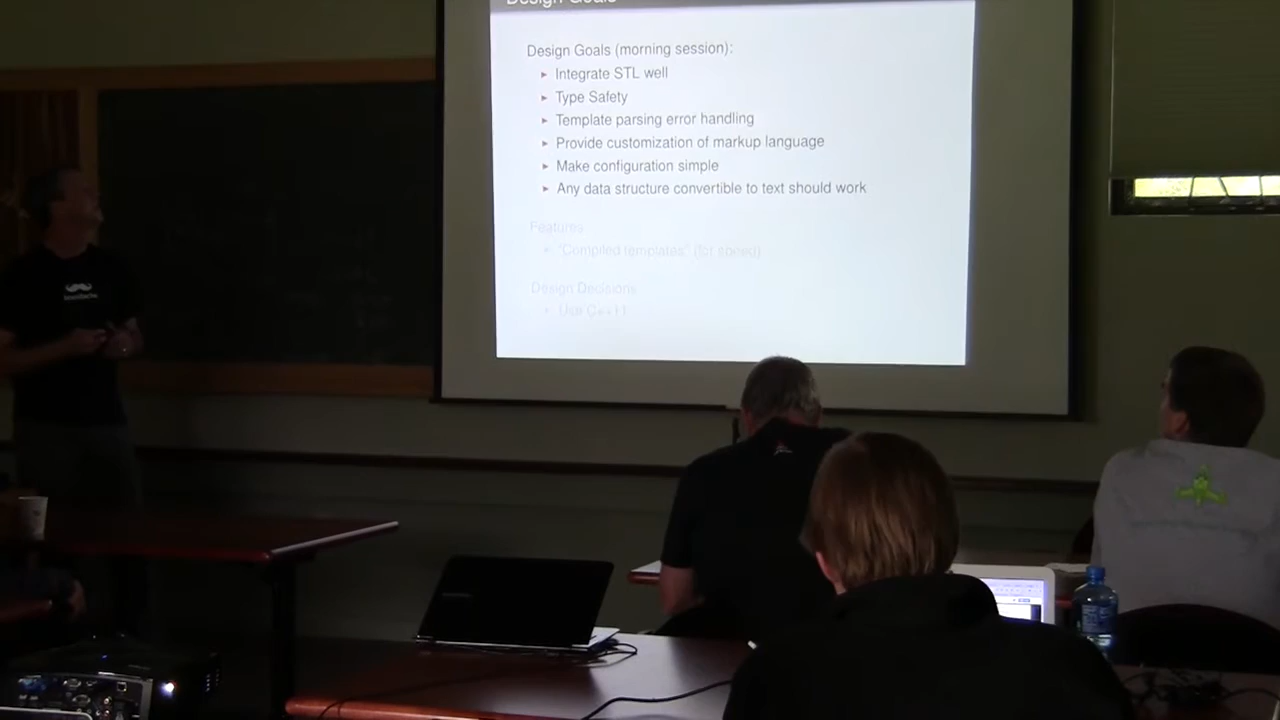 Design Goals
Design Goals (morning session):
▸ Integrate STL well
▸ Type Safety
▸ Template parsing error handling
▸ Provide customization of markup language
▸ Make configuration simple
▸ Any data structure convertible to text should work
Features
• "Compiled templates" (for speed)
Design Decisions
• Use C++11